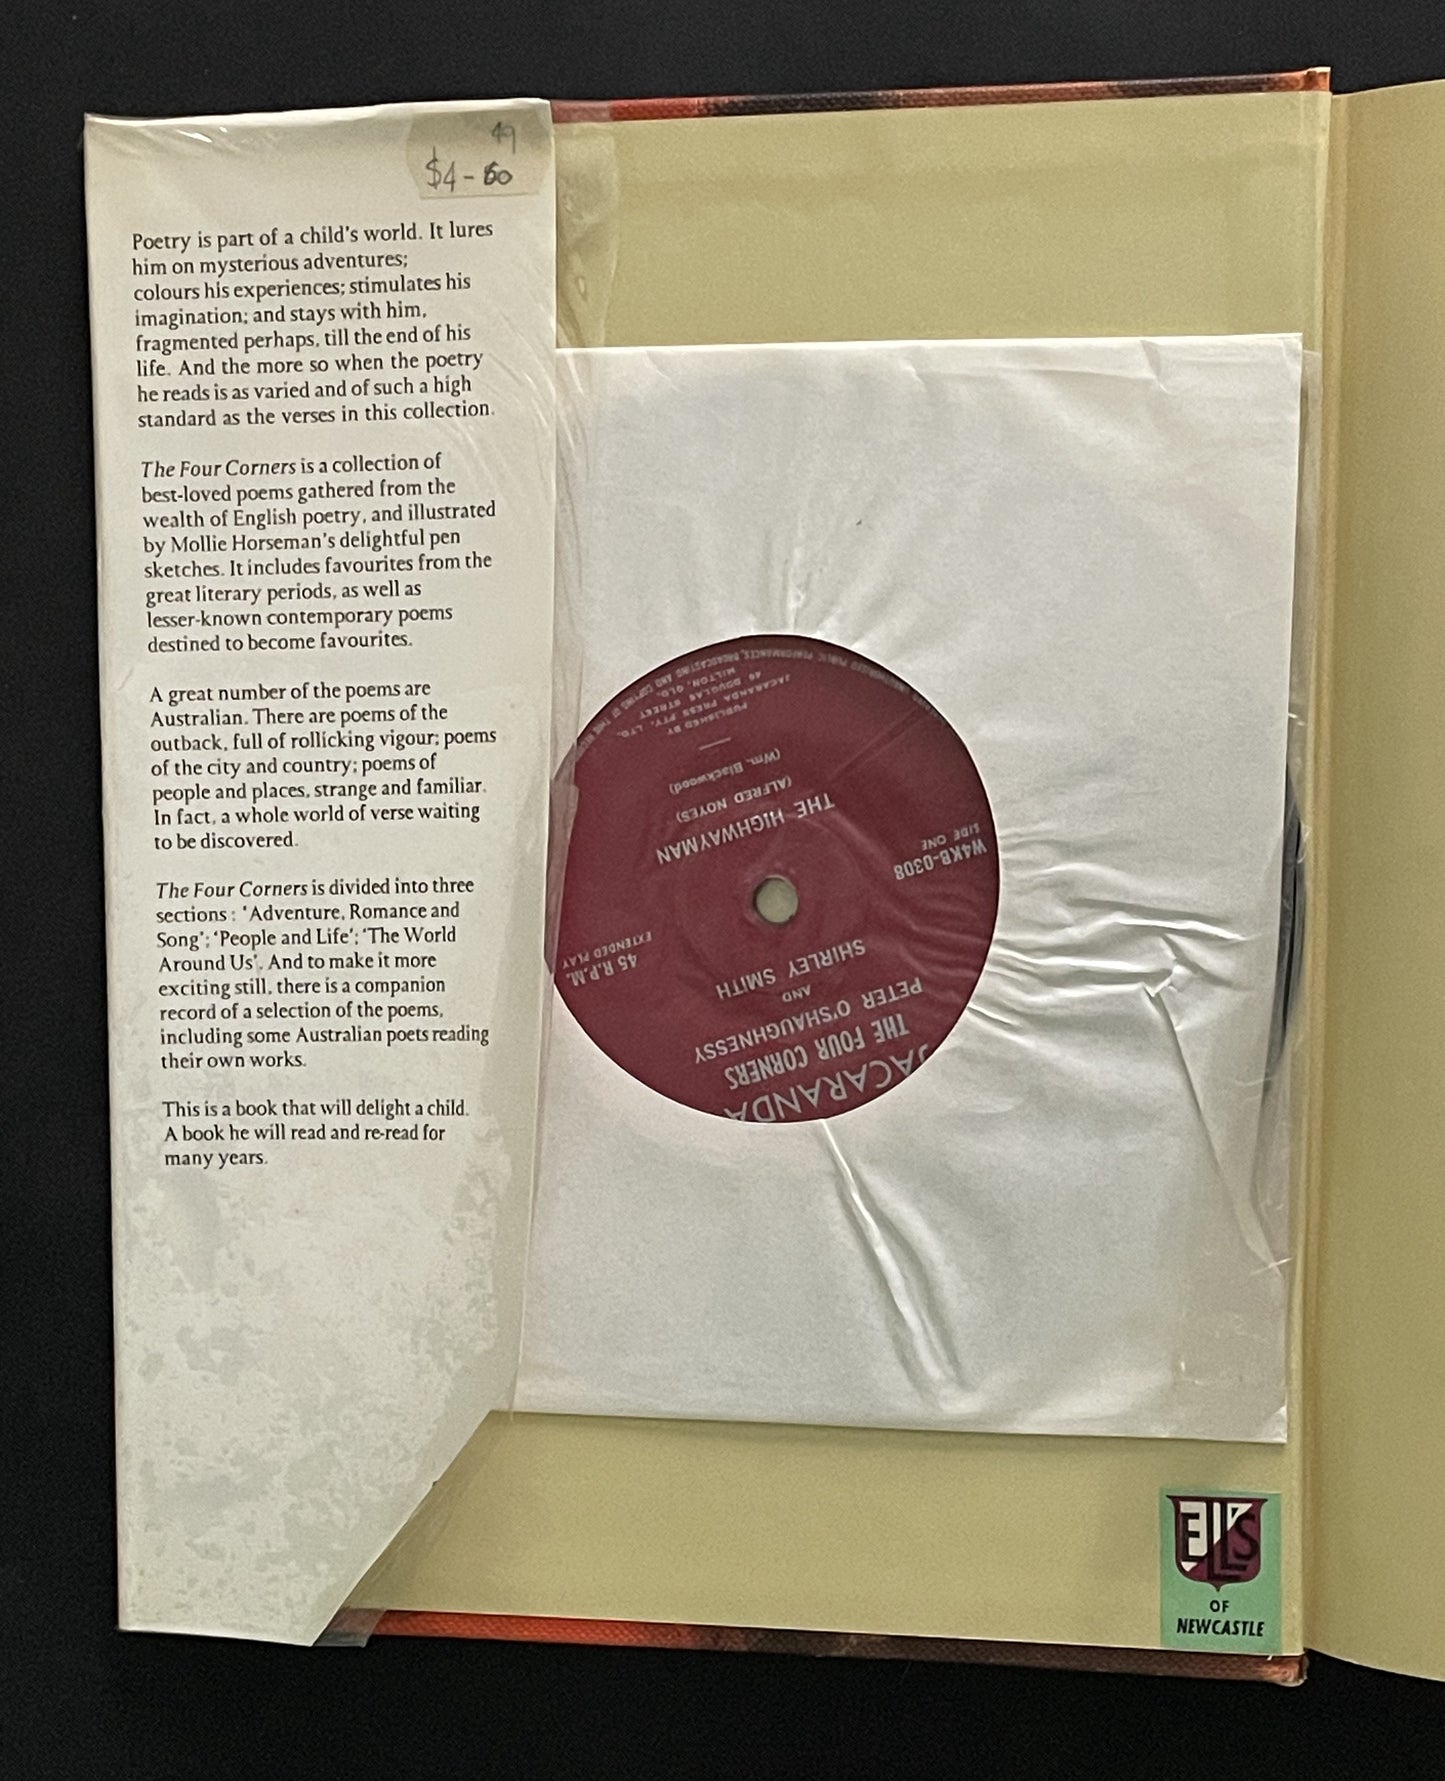 49
$4-60
Poetry is part of a child's world. It lures
him on mysterious adventures;
colours his experiences; stimulates his
imagination; and stays with him,
fragmented perhaps, till the end of his
life. And the more so when the poetry
he reads is as varied and of such a high
standard as the verses in this collection.
The Four Corners is a collection of
best-loved poems gathered from the
wealth of English poetry, and illustrated
by Mollie Horseman's delightful pen
sketches. It includes favourites from the
great literary periods, as well as
lesser-known contemporary poems
destined to become favourites.
A great number of the poems are
Australian. There are poems of the
outback, full of rollicking vigour; poems
of the city and country; poems of
people and places, strange and familiar.
In fact, a whole world of verse waiting
to be discovered.
The Four Corners is divided into three
sections: 'Adventure, Romance and
Song'; 'People and Life'; 'The World
Around Us'. And to make it more
exciting still, there is a companion
record of a selection of the poems,
including some Australian poets reading
their own works.
This is a book that will delight a child.
A book he will read and re-read for
many years.
JACARANDA
THE FOUR CORNERS
PETER O'SHAUGHNESSY
AND
SHIRLEY SMITH
45 R.P.M.
EXTENDED PLAY
W4KB-0308
SIDE ONE
THE HIGHWAYMAN
(ALFRED NOYES)
(Wm. Blackwood)
PUBLISHED BY
JACARANDA PRESS PTY. LTD.
46 DOUGLAS STREET
MILTON, QLD.
PUBLIC PERFORMANCES, BROADCASTING AND COPYING OF THIS
ELS
OF
NEWCASTLE